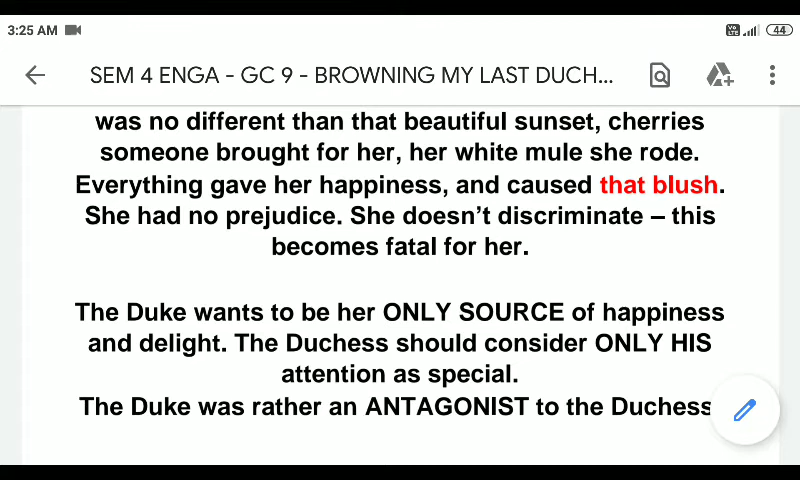 3:25 AM
Vo LTE 44
SEM 4 ENGA - GC 9 - BROWNING MY LAST DUCH...
was no different than that beautiful sunset, cherries
someone brought for her, her white mule she rode.
Everything gave her happiness, and caused that blush.
She had no prejudice. She doesn't discriminate – this
becomes fatal for her.
The Duke wants to be her ONLY SOURCE of happiness
and delight. The Duchess should consider ONLY HIS
attention as special.
The Duke was rather an ANTAGONIST to the Duchess